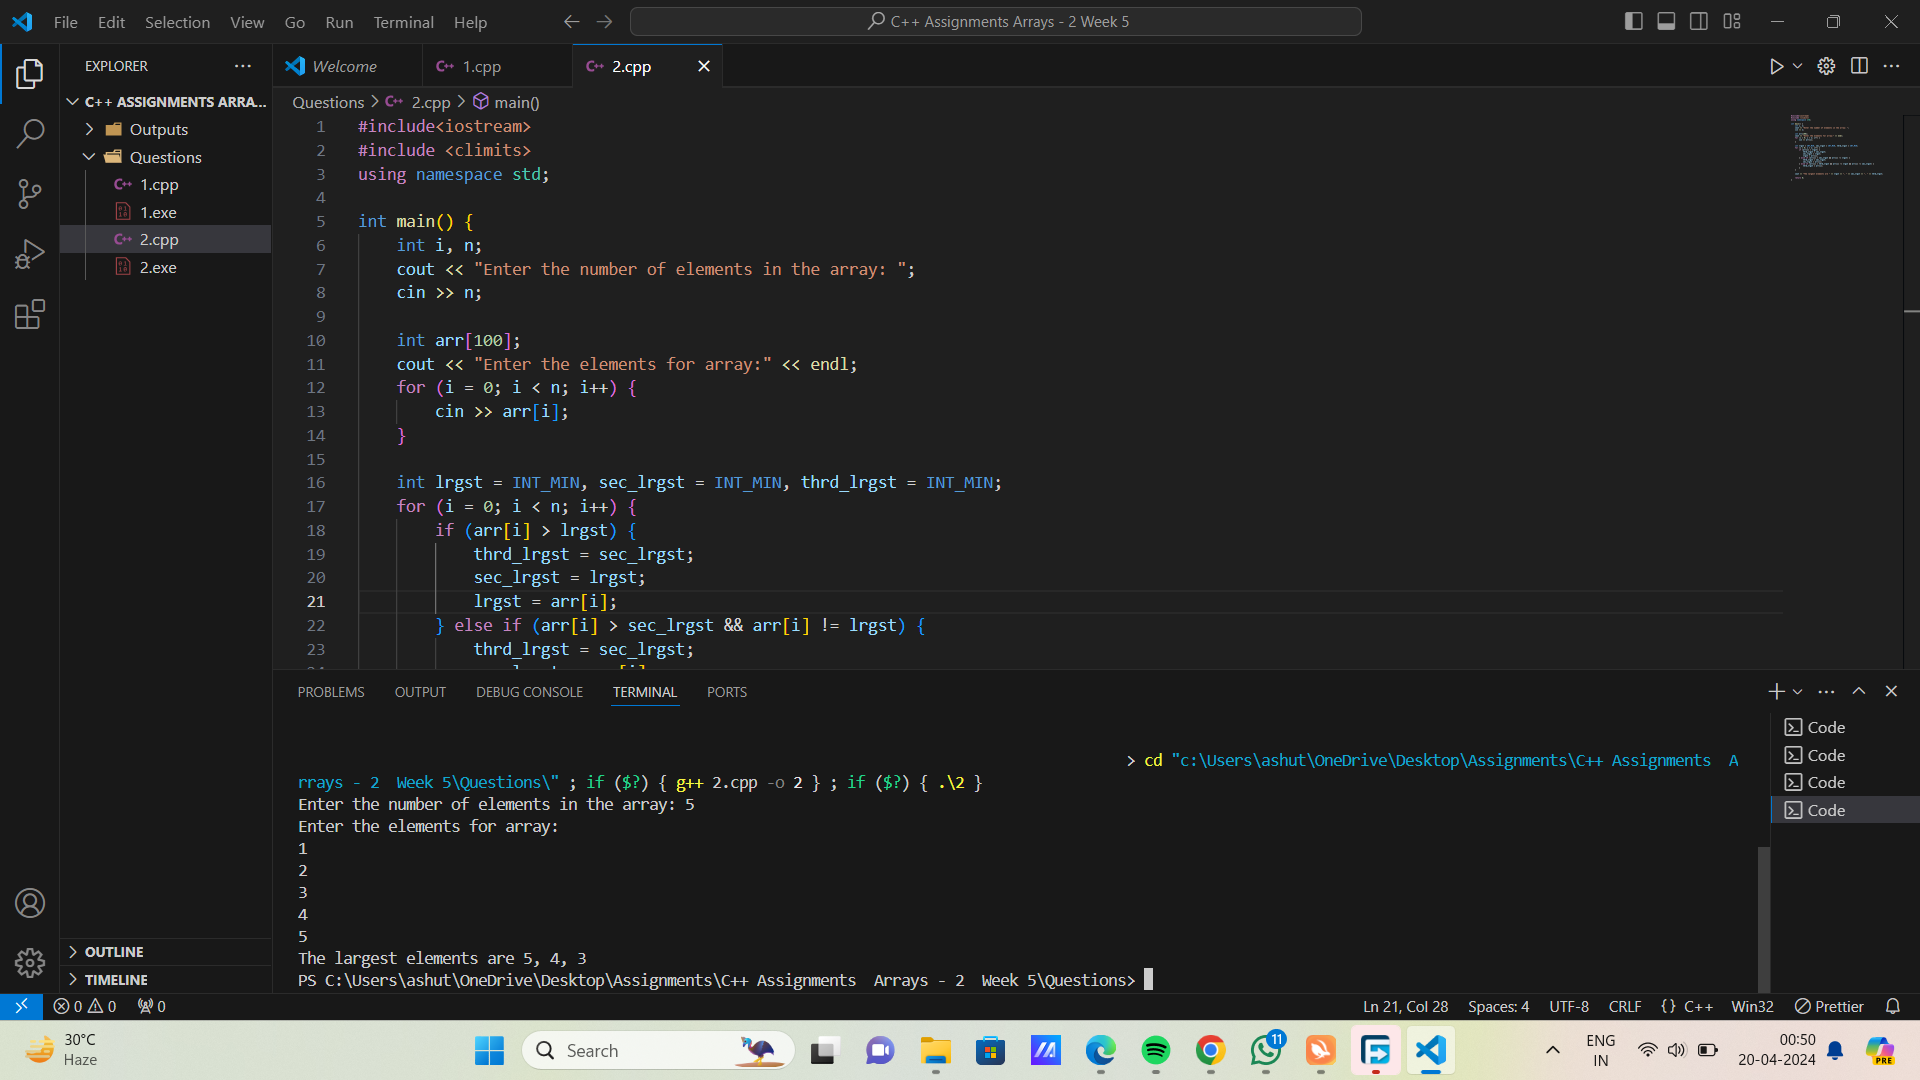 File Edit Selection View Go Run Terminal Help
C++ Assignments Arrays - 2 Week 5
EXPLORER
C++ ASSIGNMENTS ARRA...
Outputs
Questions
1.cpp
1.exe
2.cpp
2.exe
OUTLINE
TIMELINE
Welcome 1.cpp 2.cpp
Questions > 2.cpp > main()
1 #include<iostream>
2 #include <climits>
3 using namespace std;
4
5 int main() {
6 int i, n;
7 cout << "Enter the number of elements in the array: ";
8 cin >> n;
9
10 int arr[100];
11 cout << "Enter the elements for array:" << endl;
12 for (i = 0; i < n; i++) {
13 cin >> arr[i];
14 }
15
16 int lrgst = INT_MIN, sec_lrgst = INT_MIN, thrd_lrgst = INT_MIN;
17 for (i = 0; i < n; i++) {
18 if (arr[i] > lrgst) {
19 thrd_lrgst = sec_lrgst;
20 sec_lrgst = lrgst;
21 lrgst = arr[i];
22 } else if (arr[i] > sec_lrgst && arr[i] != lrgst) {
23 thrd_lrgst = sec_lrgst;
PROBLEMS OUTPUT DEBUG CONSOLE TERMINAL PORTS
> cd "c:\Users\ashut\OneDrive\Desktop\Assignments\C++ Assignments  A
rrays - 2  Week 5\Questions\" ; if ($?) { g++ 2.cpp -o 2 } ; if ($?) { .\2 }
Enter the number of elements in the array: 5
Enter the elements for array:
1
2
3
4
5
The largest elements are 5, 4, 3
PS C:\Users\ashut\OneDrive\Desktop\Assignments\C++ Assignments  Arrays - 2  Week 5\Questions>
Code
Code
Code
Code
0 0 0
Ln 21, Col 28 Spaces: 4 UTF-8 CRLF {} C++ Win32 Prettier
30°C
Haze
Search
11
ENG
IN
00:50
20-04-2024
PRE